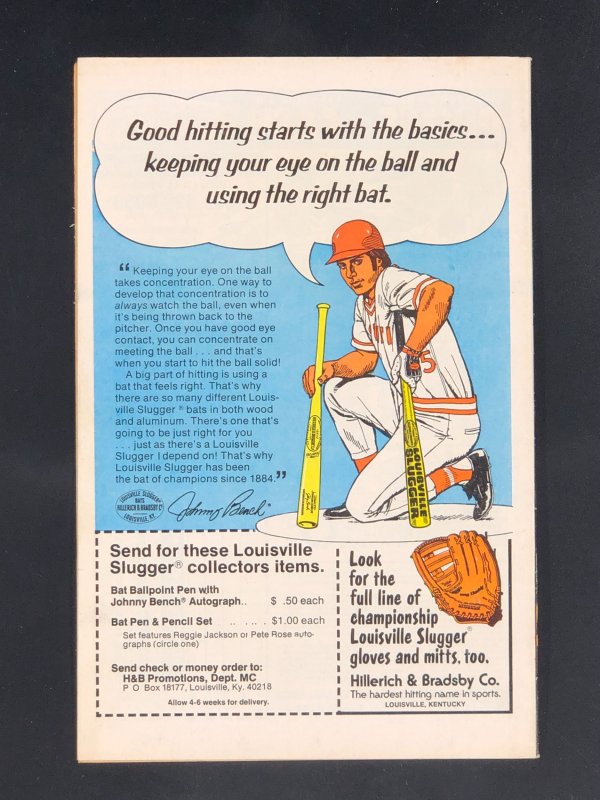 Good hitting starts with the basics...
keeping your eye on the ball and
using the right bat.
“Keeping your eye on the ball
takes concentration. One way to
develop that concentration is to
always watch the ball, even when
it's being thrown back to the
pitcher. Once you have good eye
contact, you can concentrate on
meeting the ball . . . and that's
when you start to hit the ball solid!
A big part of hitting is using a
bat that feels right. That's why
there are so many different Louis-
ville Slugger® bats in both wood
and aluminum. There's one that's
going to be just right for you
. . . just as there's a Louisville
Slugger I depend on! That's why
Louisville Slugger has been
the bat of champions since 1884.”
LOUISVILLE SLUGGER
BATS
HILLERICH & BRADSBY Co
LOUISVILLE, KY.
Johnny Bench
5
LOUISVILLE
SLUGGER
Send for these Louisville
Slugger® collectors items.
Bat Ballpoint Pen with
Johnny Bench® Autograph.. $ .50 each
Bat Pen & Pencil Set .. . . . . $1.00 each
Set features Reggie Jackson or Pete Rose auto-
graphs (circle one)
Send check or money order to:
H&B Promotions, Dept. MC
P O Box 18177, Louisville, Ky. 40218
Allow 4-6 weeks for delivery.
Look
for the
full line of
championship
Louisville Slugger®
gloves and mitts, too.
Hillerich & Bradsby Co.
The hardest hitting name in sports.
LOUISVILLE, KENTUCKY